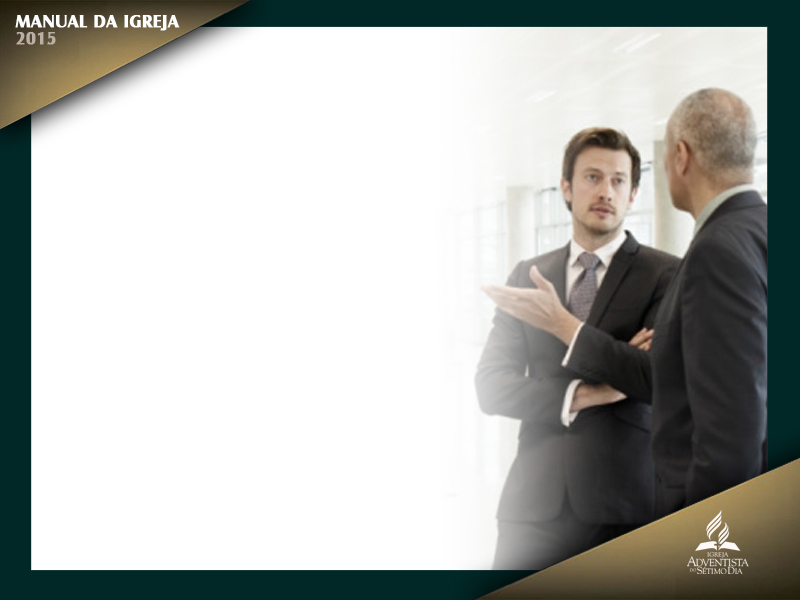 MANUAL DA IGREJA
2015
IGREJA
ADVENTISTA
DO SÉTIMO DIA